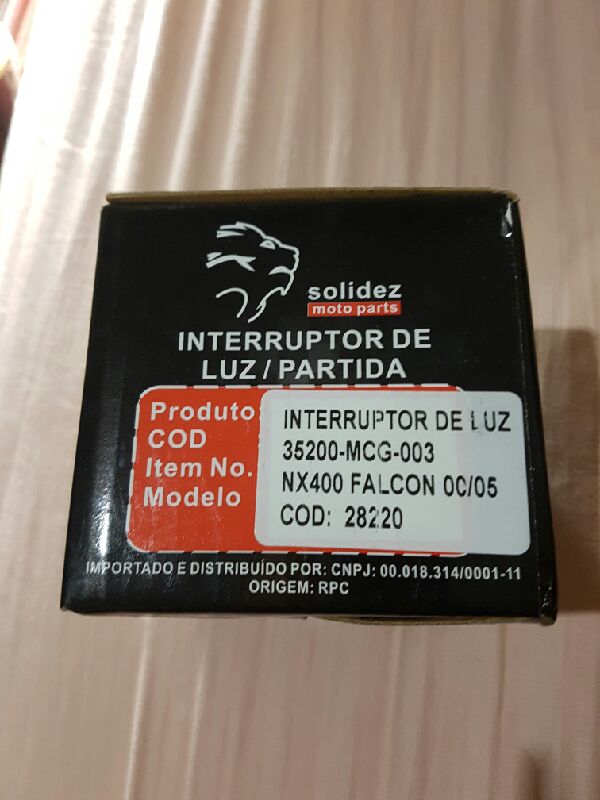 solidez
moto parts
INTERRUPTOR DE
LUZ / PARTIDA
Produto
COD
Item No.
Modelo
INTERRUPTOR DE LUZ
35200-MCG-003
NX400 FALCON 00/05
COD: 28220
IMPORTADO E DISTRIBUÍDO POR: CNPJ: 00.018.314/0001-11
ORIGEM: RPC